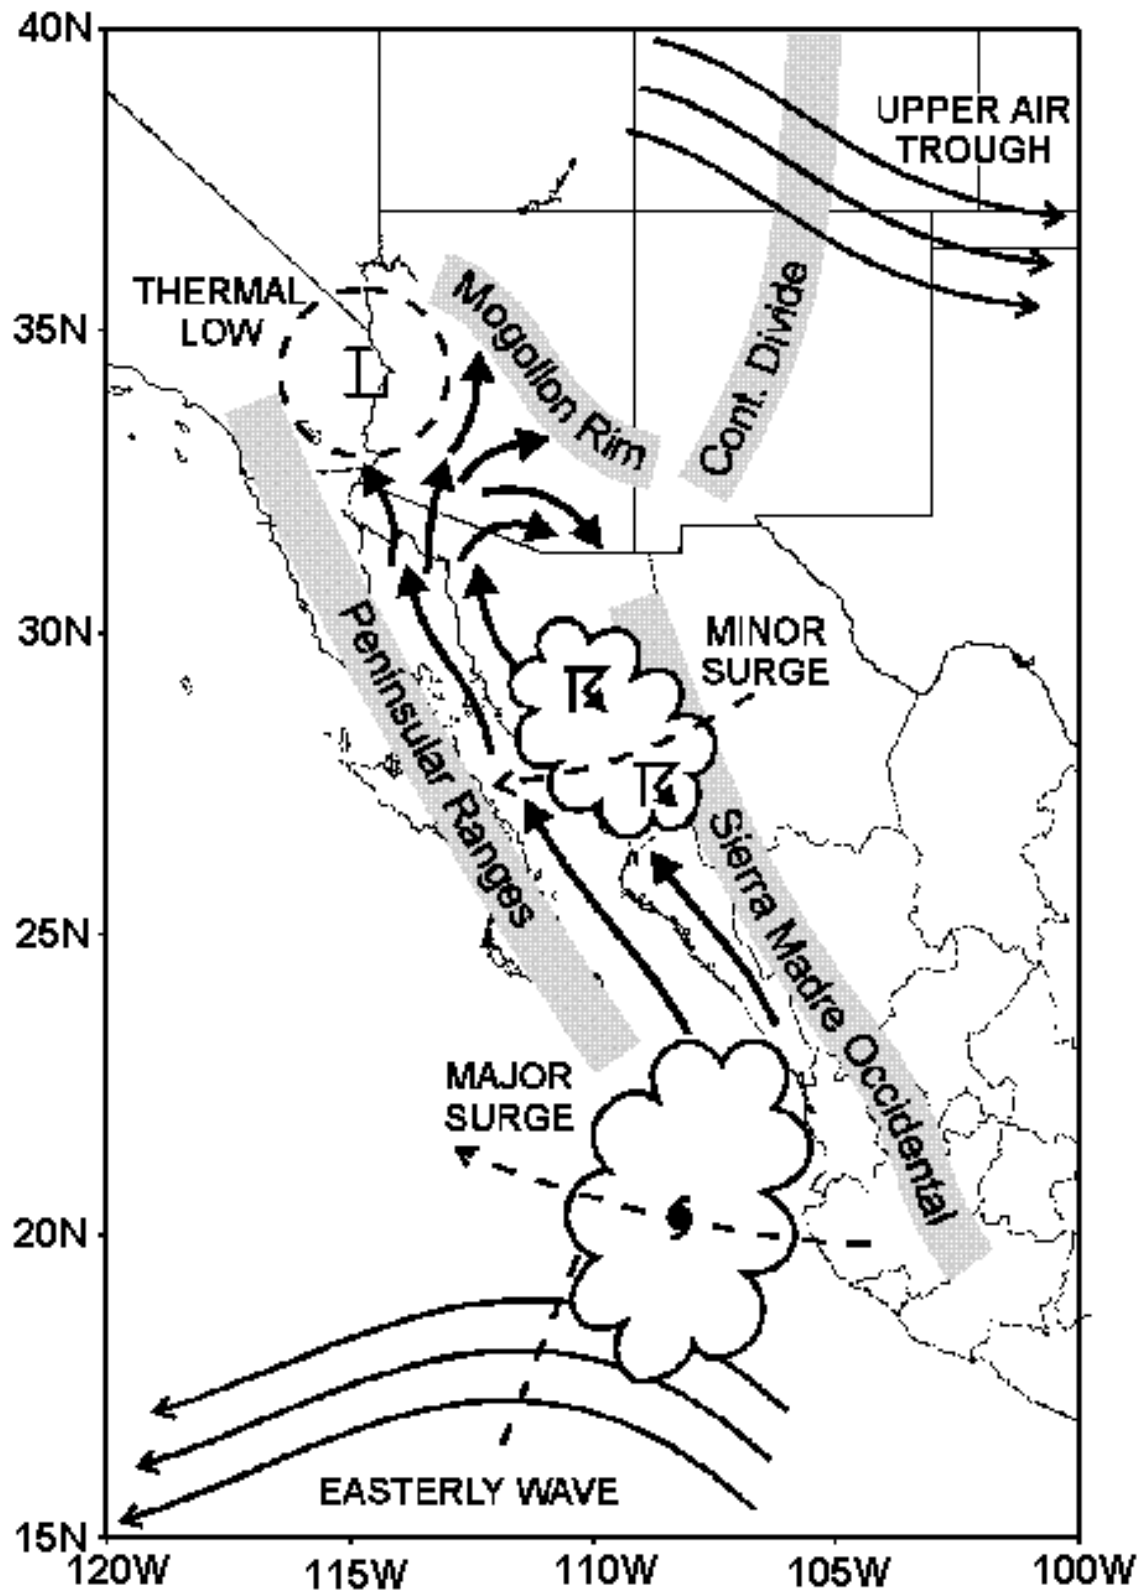 40N
UPPER AIR
TROUGH
THERMAL
LOW
Mogollon Rim
Cont. Divide
35N
L
30N
MINOR
SURGE
Peninsular Ranges
Sierra Madre Occidental
25N
MAJOR
SURGE
20N
EASTERLY WAVE
15N
120W
115W
110W
105W
100W